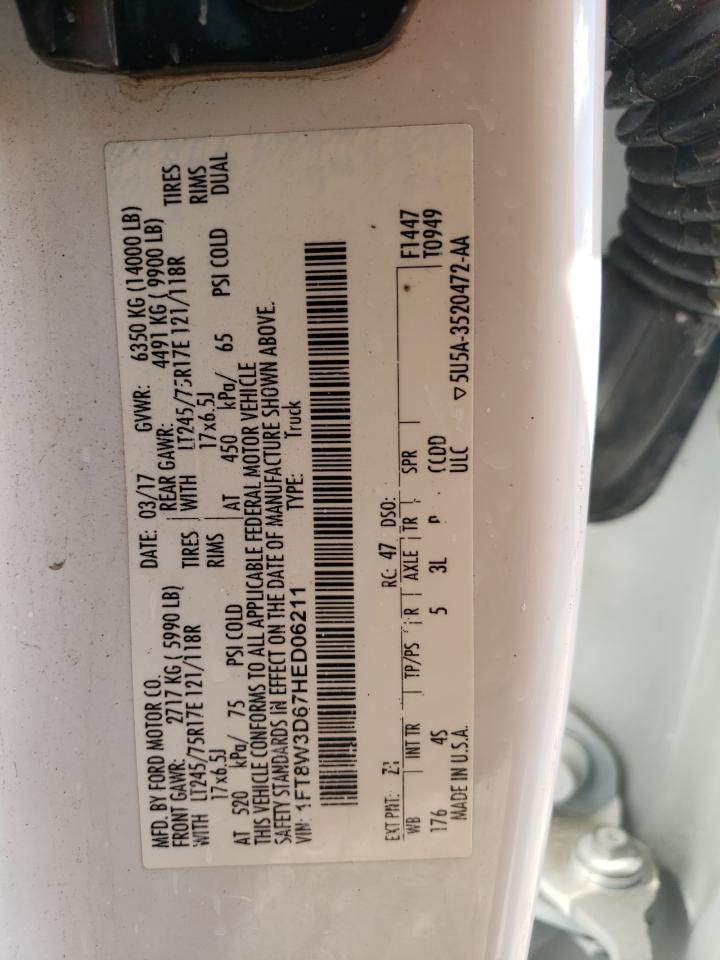 MFD. BY FORD MOTOR CO. DATE: 03/17 GVWR: 6350 KG (14000 LB)
FRONT GAWR: 2717 KG ( 5990 LB) REAR GAWR: 4491 KG ( 9900 LB)
WITH LT245/75R17E 121/118R TIRES WITH LT245/75R17E 121/118R TIRES
17x6.5J RIMS 17x6.5J RIMS
AT 520 kPa/ 75 PSI COLD AT 450 kPa/ 65 PSI COLD DUAL
THIS VEHICLE CONFORMS TO ALL APPLICABLE FEDERAL MOTOR VEHICLE
SAFETY STANDARDS IN EFFECT ON THE DATE OF MANUFACTURE SHOWN ABOVE.
VIN: 1FT8W3D67HED06211 TYPE: Truck
EXT PNT: RC: 47 DSO:
WB INT TR TP/PS R AXLE TR SPR F1447
176 4S 5 3L T0949
MADE IN U.S.A. ULC ▽5U5A-3520472-AA